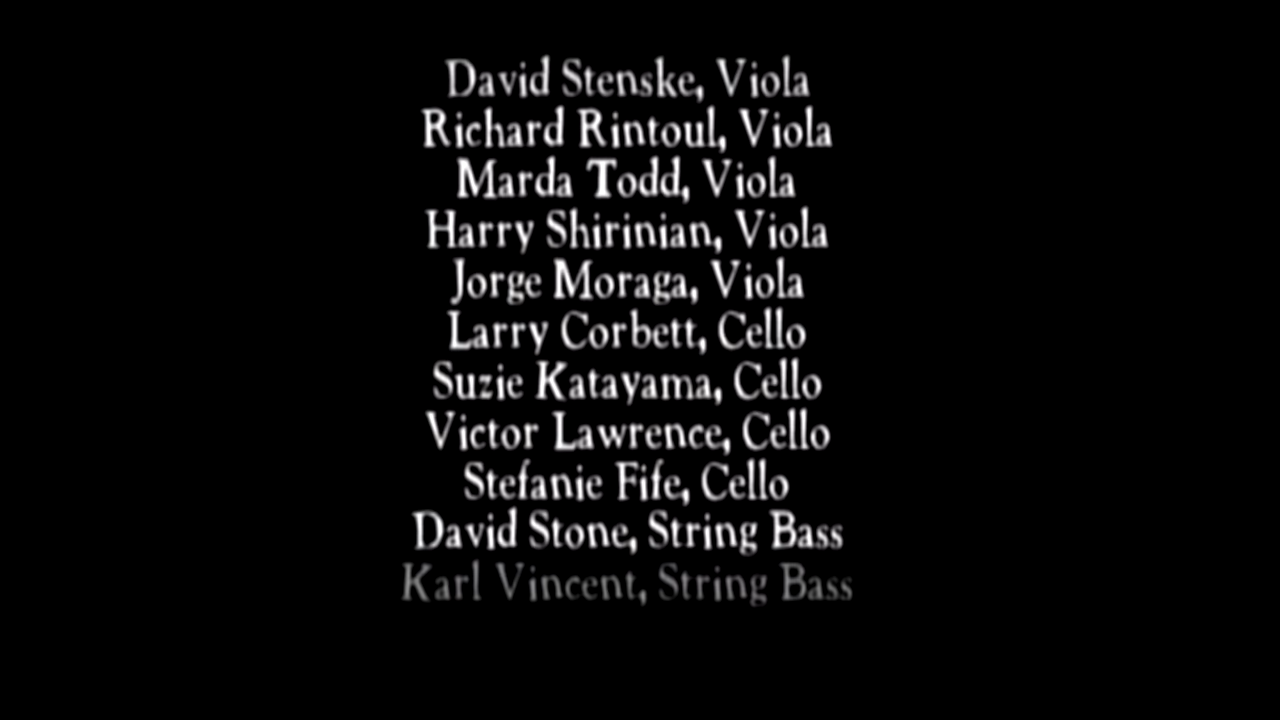 David Stenske, Viola
Richard Rintoul, Viola
Marda Todd, Viola
Harry Shirinian, Viola
Jorge Moraga, Viola
Larry Corbett, Cello
Suzie Katayama, Cello
Victor Lawrence, Cello
Stefanie Fife, Cello
David Stone, String Bass
Karl Vincent, String Bass